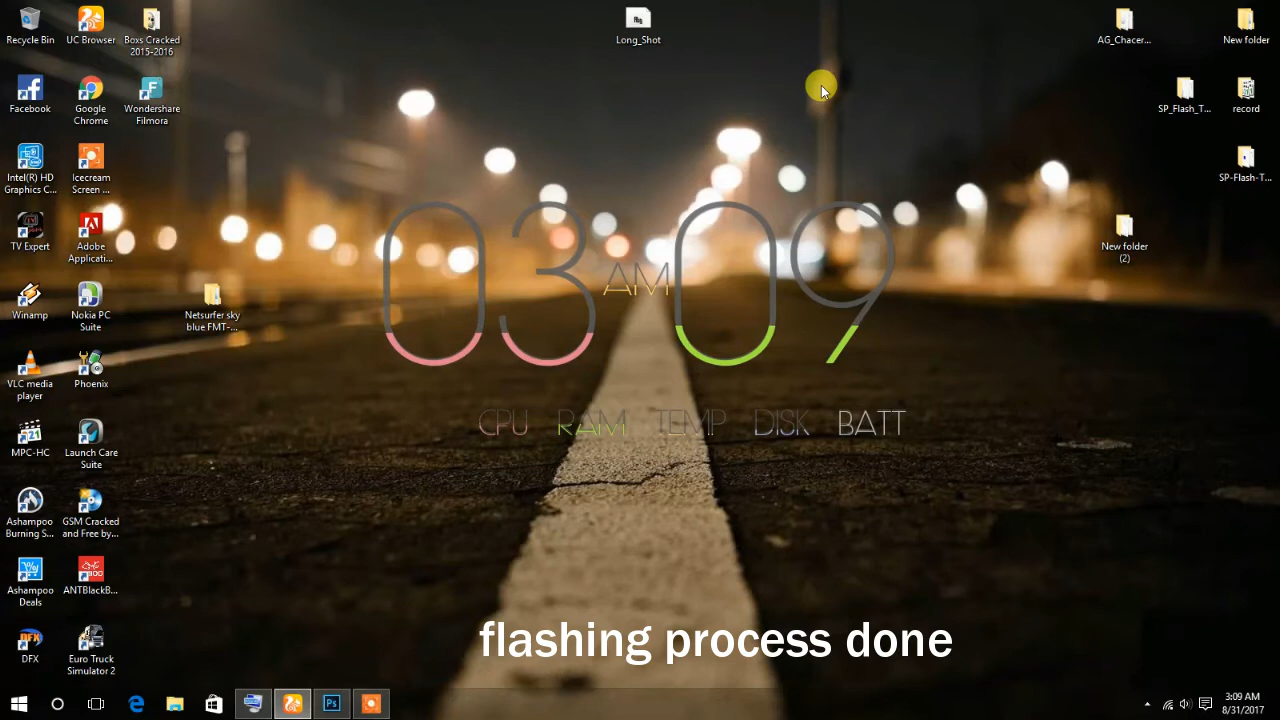 Recycle Bin
UC Browser
Boxs Cracked
2015-2016
Long_Shot
AG_Chacer...
New folder
Facebook
Google
Chrome
Wondershare
Filmora
SP_Flash_T...
record
Intel(R) HD
Graphics C...
Icecream
Screen ...
SP-Flash-T...
TV Expert
Adobe
Applicati...
New folder
(2)
03 AM 09
Winamp
Nokia PC
Suite
Netsurfer sky
blue FMT-...
VLC media
player
Phoenix
CPU RAM TEMP DISK BATT
MPC-HC
Launch Care
Suite
Ashampoo
Burning S...
GSM Cracked
and Free by...
Ashampoo
Deals
ANTBlackB...
DFX
Euro Truck
Simulator 2
flashing process done
Ps
3:09 AM
8/31/2017